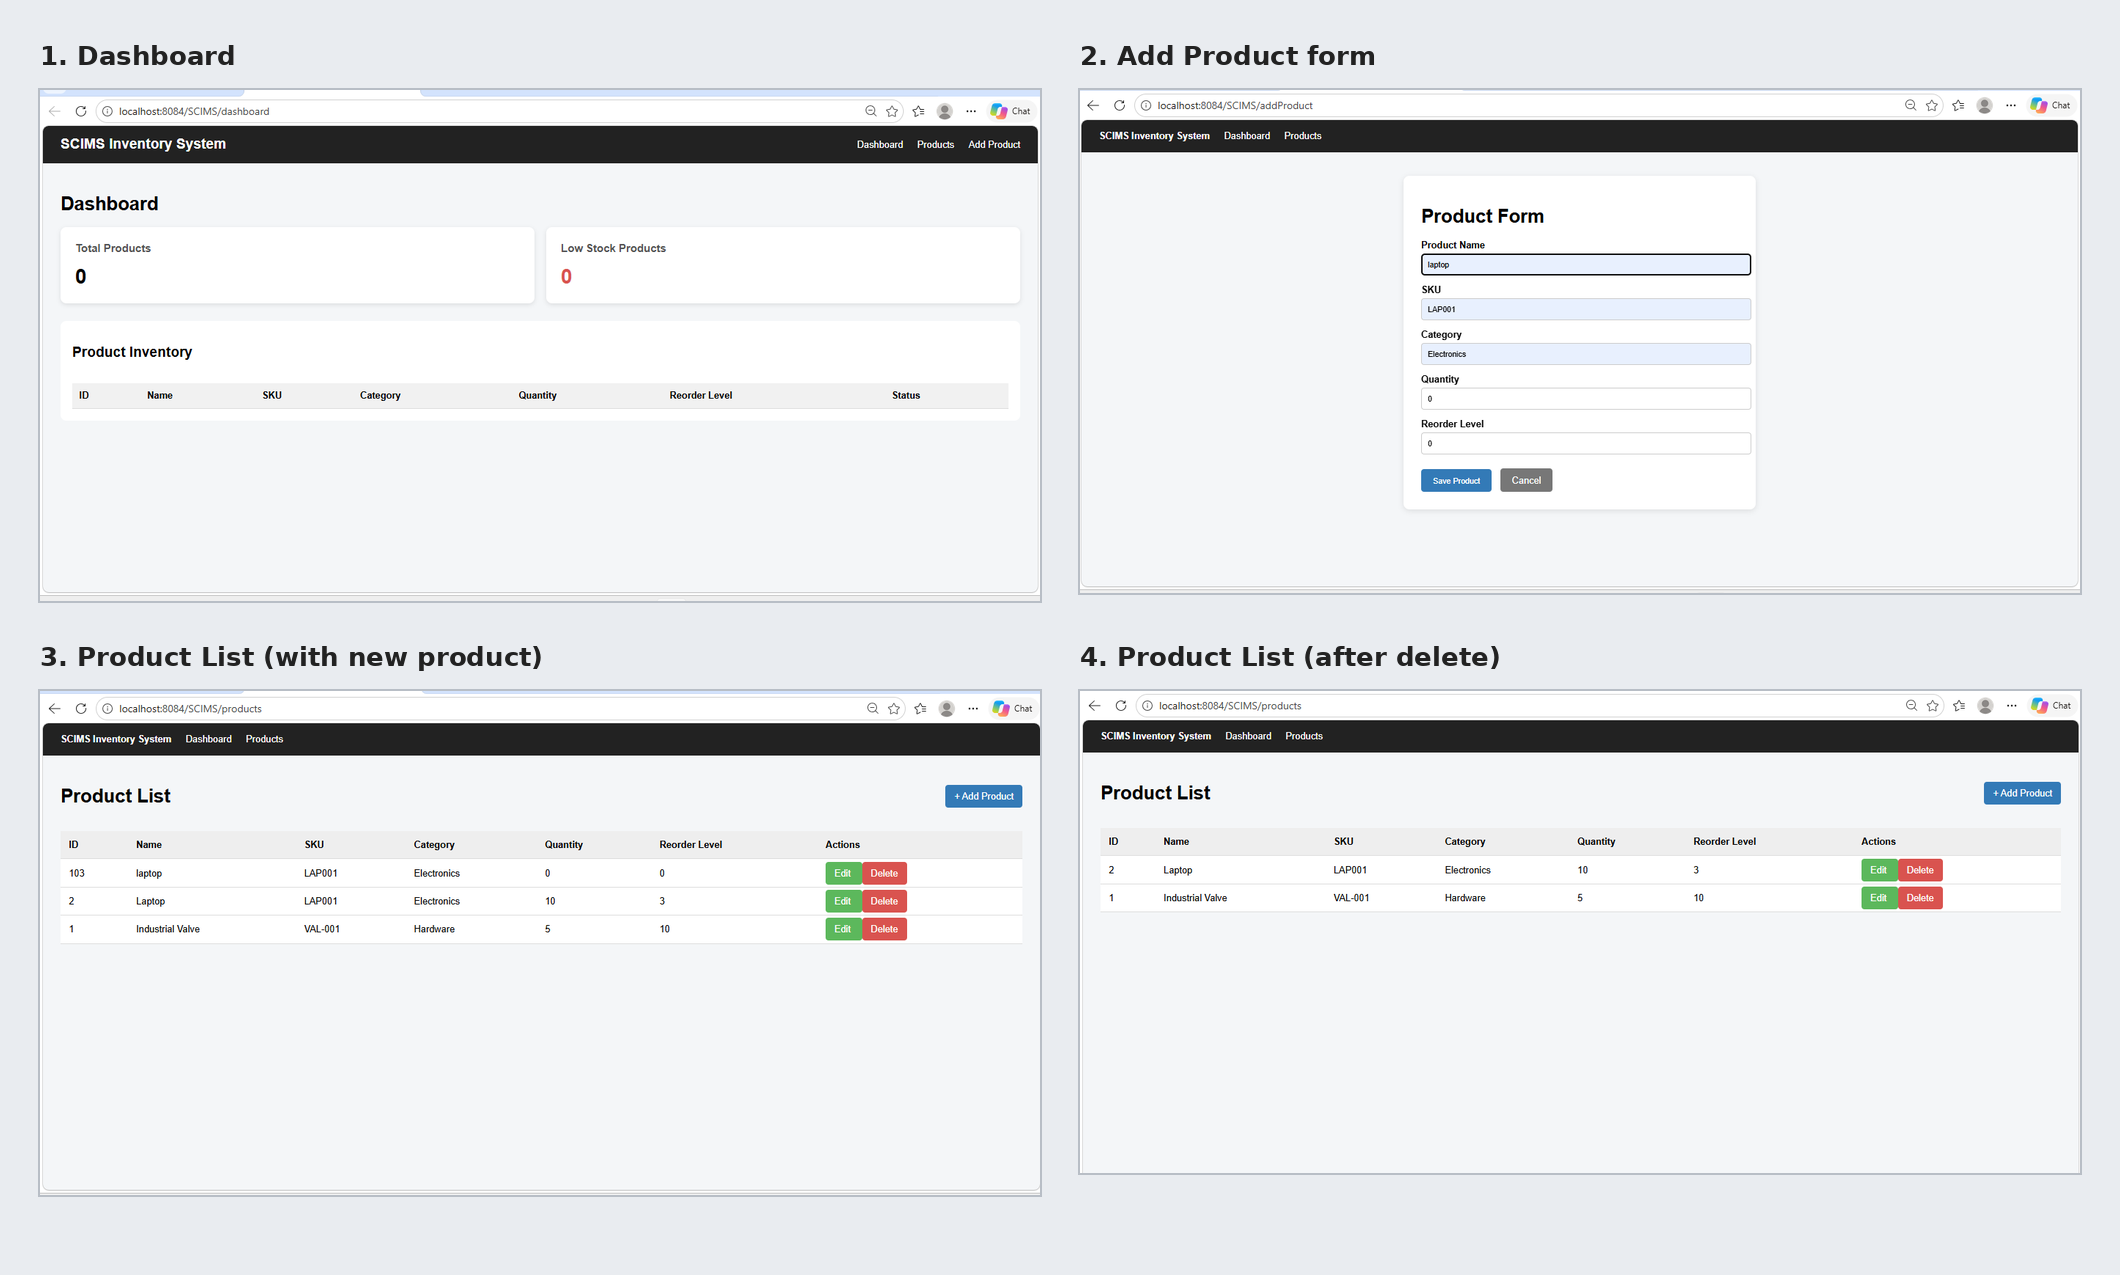 1. Dashboard
localhost:8084/SCIMS/dashboard
Chat
SCIMS Inventory System Dashboard Products Add Product
Dashboard
Total Products
0
Low Stock Products
0
Product Inventory
ID Name SKU Category Quantity Reorder Level Status
2. Add Product form
localhost:8084/SCIMS/addProduct
Chat
SCIMS Inventory System Dashboard Products
Product Form
Product Name
laptop
SKU
LAP001
Category
Electronics
Quantity
0
Reorder Level
0
Save Product Cancel
3. Product List (with new product)
localhost:8084/SCIMS/products
Chat
SCIMS Inventory System Dashboard Products
Product List
+ Add Product
ID Name SKU Category Quantity Reorder Level Actions
103 laptop LAP001 Electronics 0 0 Edit Delete
2 Laptop LAP001 Electronics 10 3 Edit Delete
1 Industrial Valve VAL-001 Hardware 5 10 Edit Delete
4. Product List (after delete)
localhost:8084/SCIMS/products
Chat
SCIMS Inventory System Dashboard Products
Product List
+ Add Product
ID Name SKU Category Quantity Reorder Level Actions
2 Laptop LAP001 Electronics 10 3 Edit Delete
1 Industrial Valve VAL-001 Hardware 5 10 Edit Delete